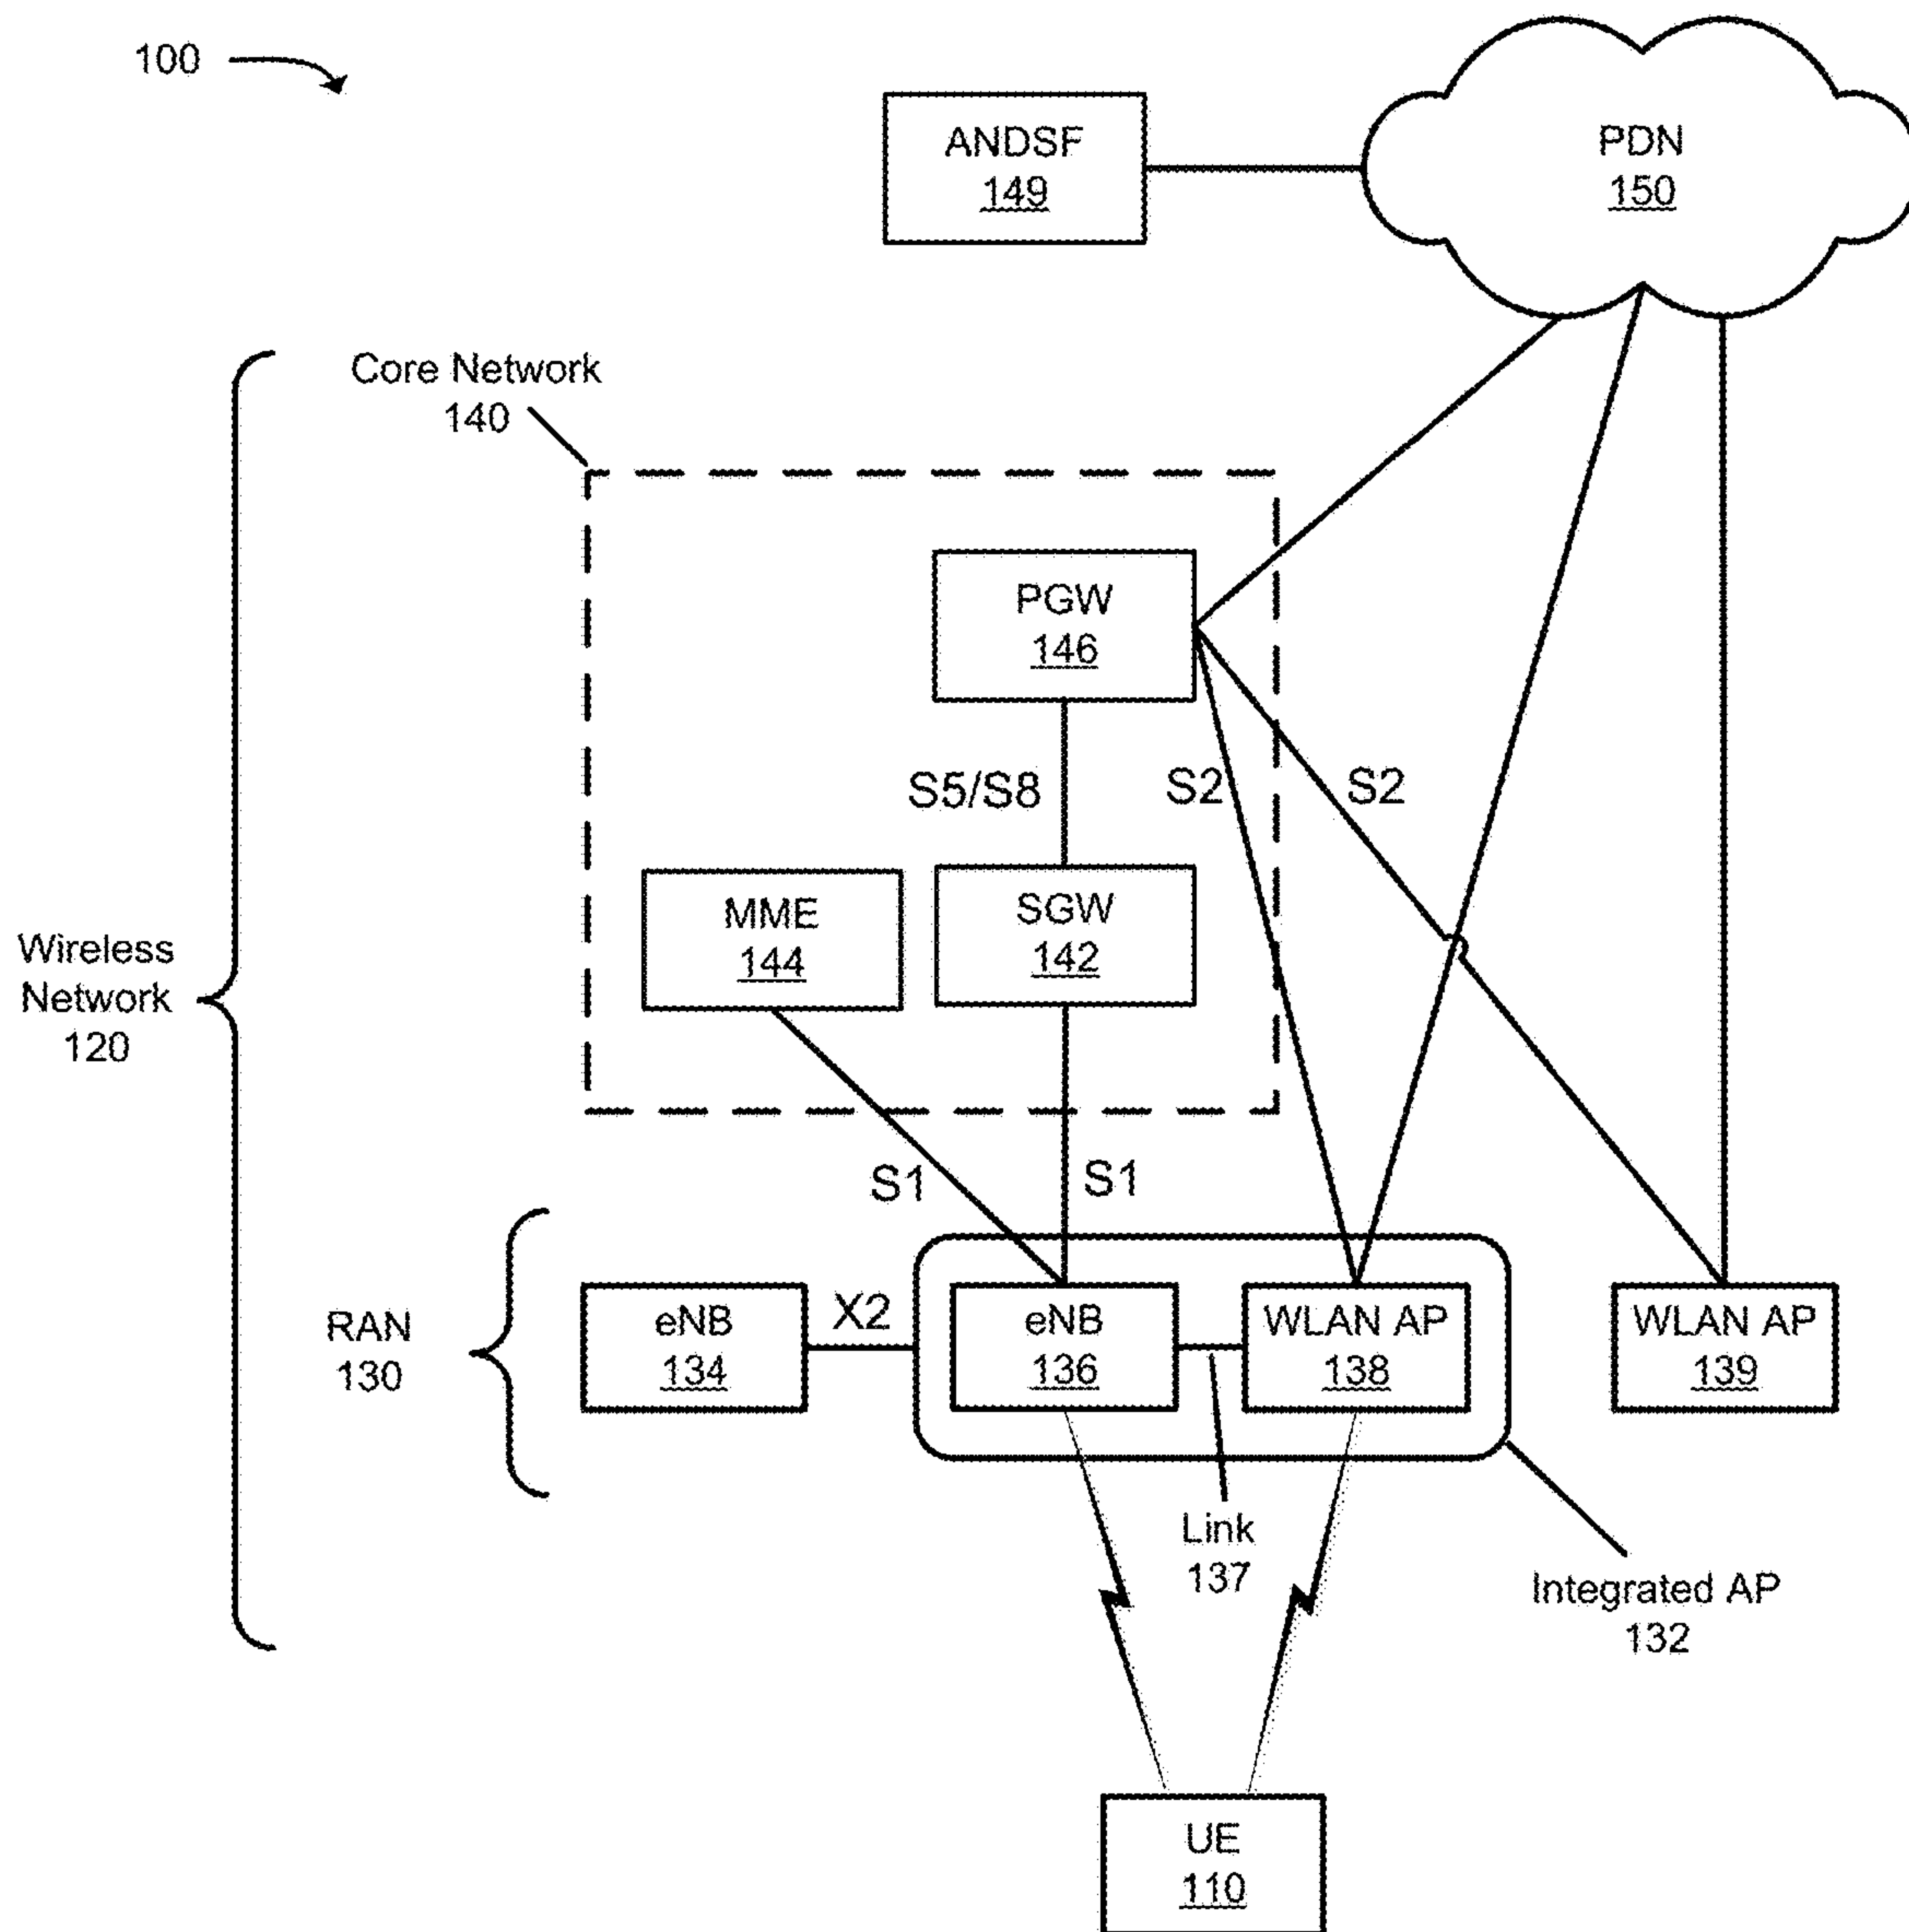 100
ANDSF
149
PDN
150
Core Network
140
PGW
146
S5/S8
S2
S2
MME
144
SGW
142
Wireless
Network
120
S1
S1
RAN
130
eNB
134
X2
eNB
136
WLAN AP
138
WLAN AP
139
Link
137
Integrated AP
132
UE
110